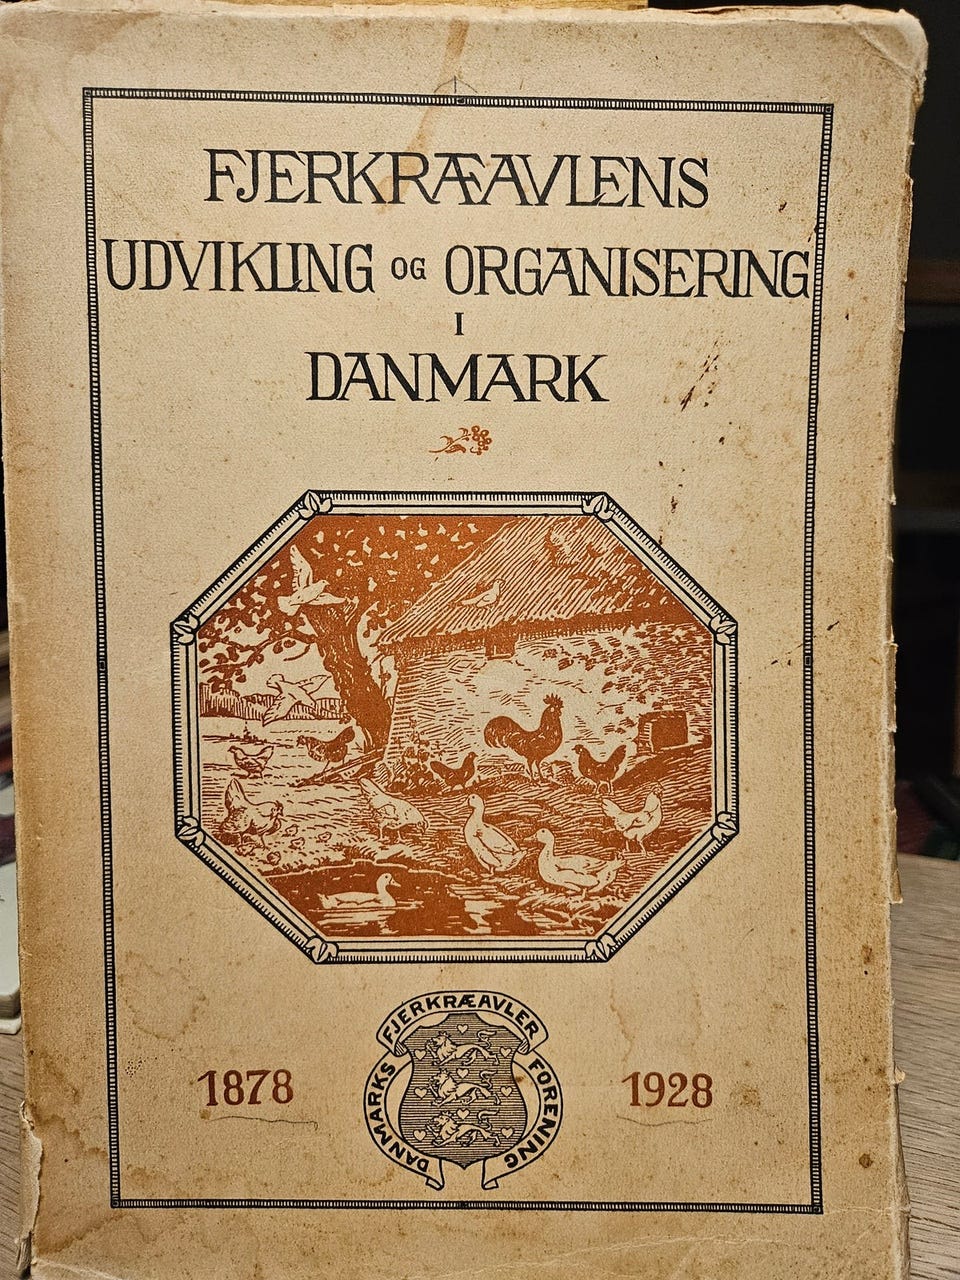 FJERKRÆAVLENS
UDVIKLING OG ORGANISERING
I
DANMARK
1878
DANMARKS FJERKRÆAVLER FORENING
1928